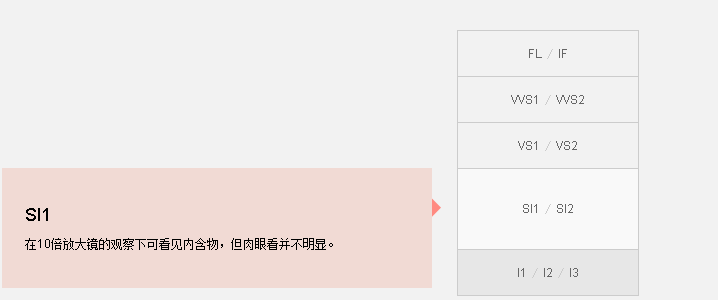 FL / IF
VVS1 / VVS2
VS1 / VS2
SI1
在10倍放大镜的观察下可看见内含物，但肉眼看并不明显。
SI1 / SI2
I1 / I2 / I3